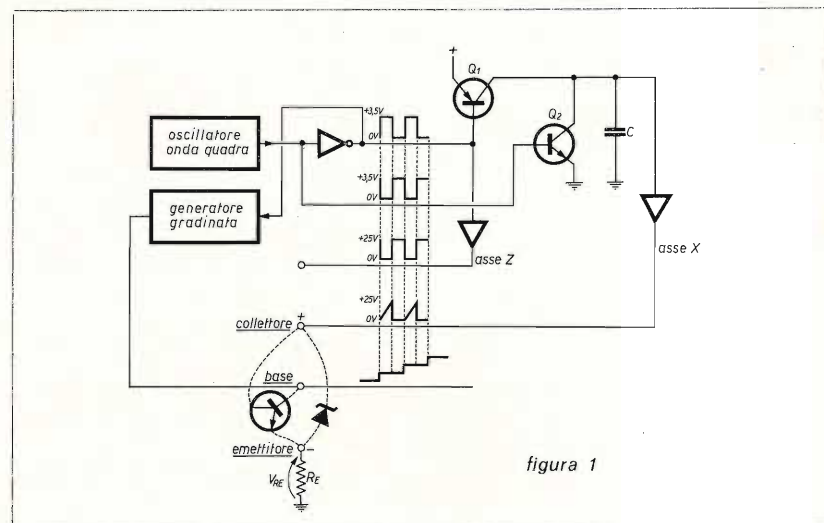 +
Q1
Q2
C
+3,5V
0V
oscillatore
onda quadra
+3,5V
0V
generatore
gradinata
+25V
0V
asse Z
asse X
+25V
0V
collettore
+
base
emettitore
−
VRE
RE
figura 1